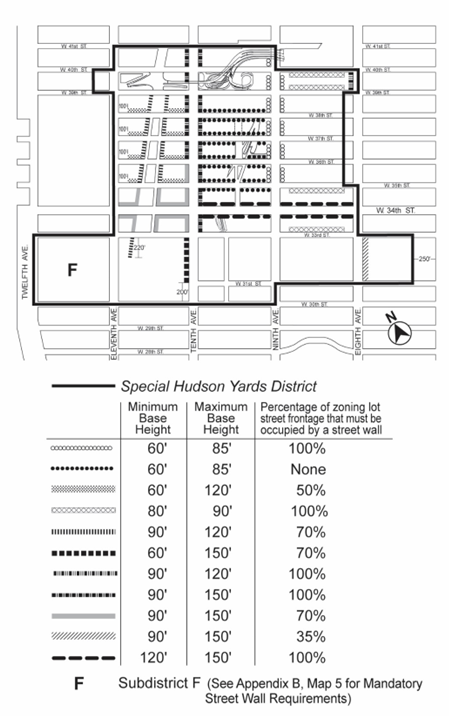 W. 41st ST.
W. 41st ST.
W. 40th ST.
W. 40th ST.
W. 39th ST.
W. 39th ST.
100'
W. 38th ST.
100'
W. 37th ST.
100'
W. 36th ST.
100'
W. 35th ST.
W. 34th ST.
W. 33rd ST.
220'
F
250'
200'
W. 31st ST.
W. 30th ST.
TWELFTH AVE.
ELEVENTH AVE.
TENTH AVE.
NINTH AVE.
EIGHTH AVE.
N
W. 29th ST.
W. 28th ST.
Special Hudson Yards District
Minimum Base Height
Maximum Base Height
Percentage of zoning lot street frontage that must be occupied by a street wall
60' 85' 100%
60' 85' None
60' 120' 50%
80' 90' 100%
90' 120' 70%
60' 150' 70%
90' 120' 100%
90' 150' 100%
90' 150' 70%
90' 150' 35%
120' 150' 100%
F Subdistrict F (See Appendix B, Map 5 for Mandatory
Street Wall Requirements)